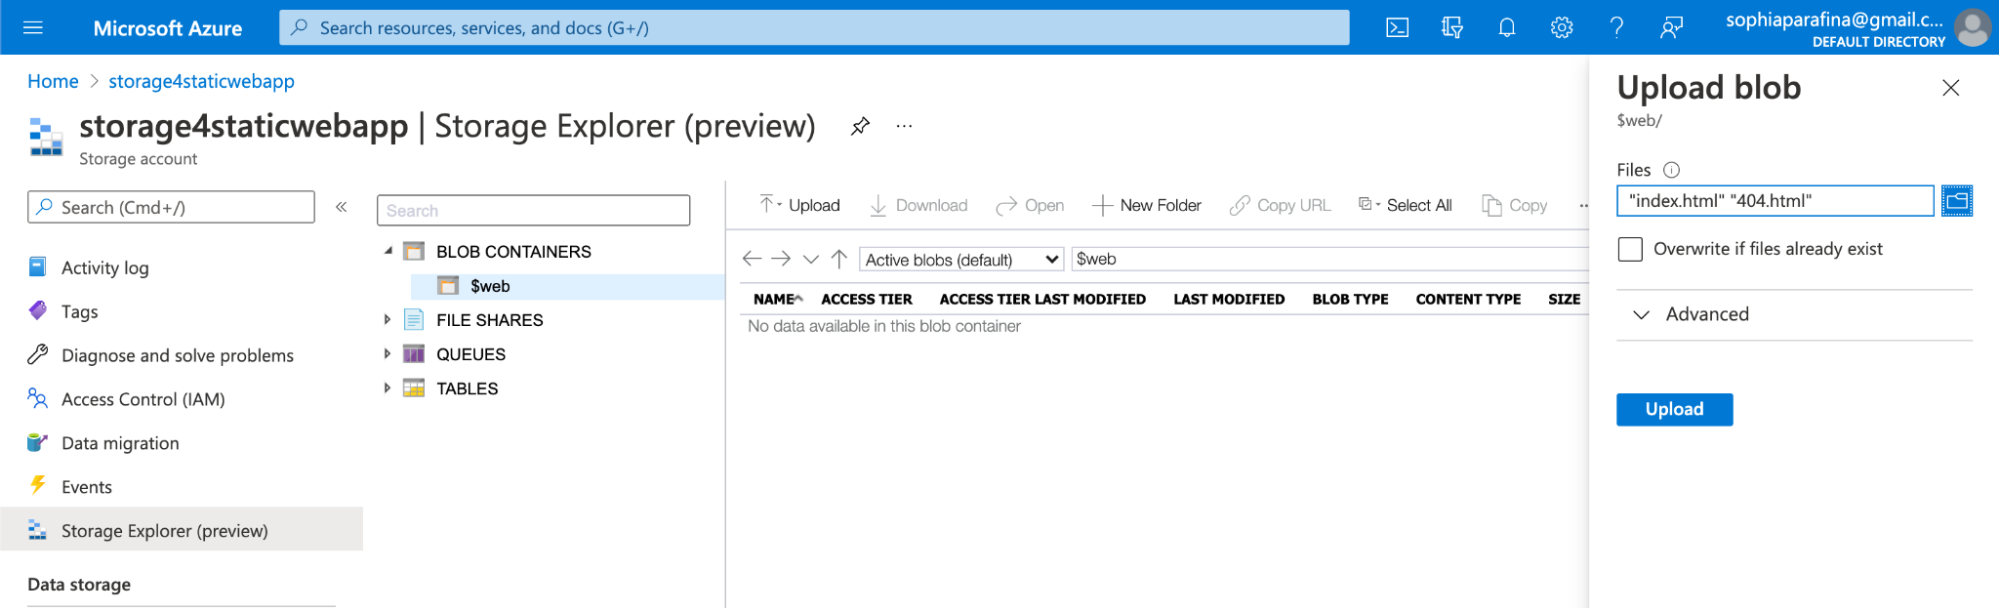 Microsoft Azure
Search resources, services, and docs (G+/)
sophiaparafina@gmail.c...
DEFAULT DIRECTORY
Home > storage4staticwebapp
storage4staticwebapp | Storage Explorer (preview) ...
Storage account
Search (Cmd+/)
«
Activity log
Tags
Diagnose and solve problems
Access Control (IAM)
Data migration
Events
Storage Explorer (preview)
Data storage
Search
BLOB CONTAINERS
$web
FILE SHARES
QUEUES
TABLES
Upload Download Open New Folder Copy URL Select All Copy
Active blobs (default) $web
NAME ACCESS TIER ACCESS TIER LAST MODIFIED LAST MODIFIED BLOB TYPE CONTENT TYPE SIZE
No data available in this blob container
Upload blob
$web/
Files
"index.html" "404.html"
Overwrite if files already exist
Advanced
Upload